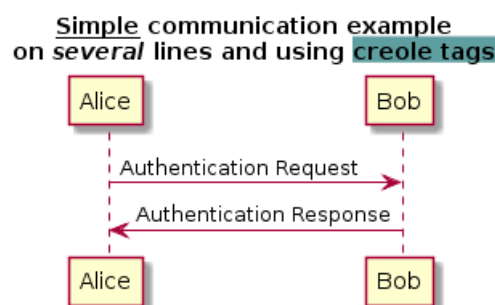 Simple communication example
on several lines and using creole tags
Alice Bob
Authentication Request
Authentication Response
Alice Bob